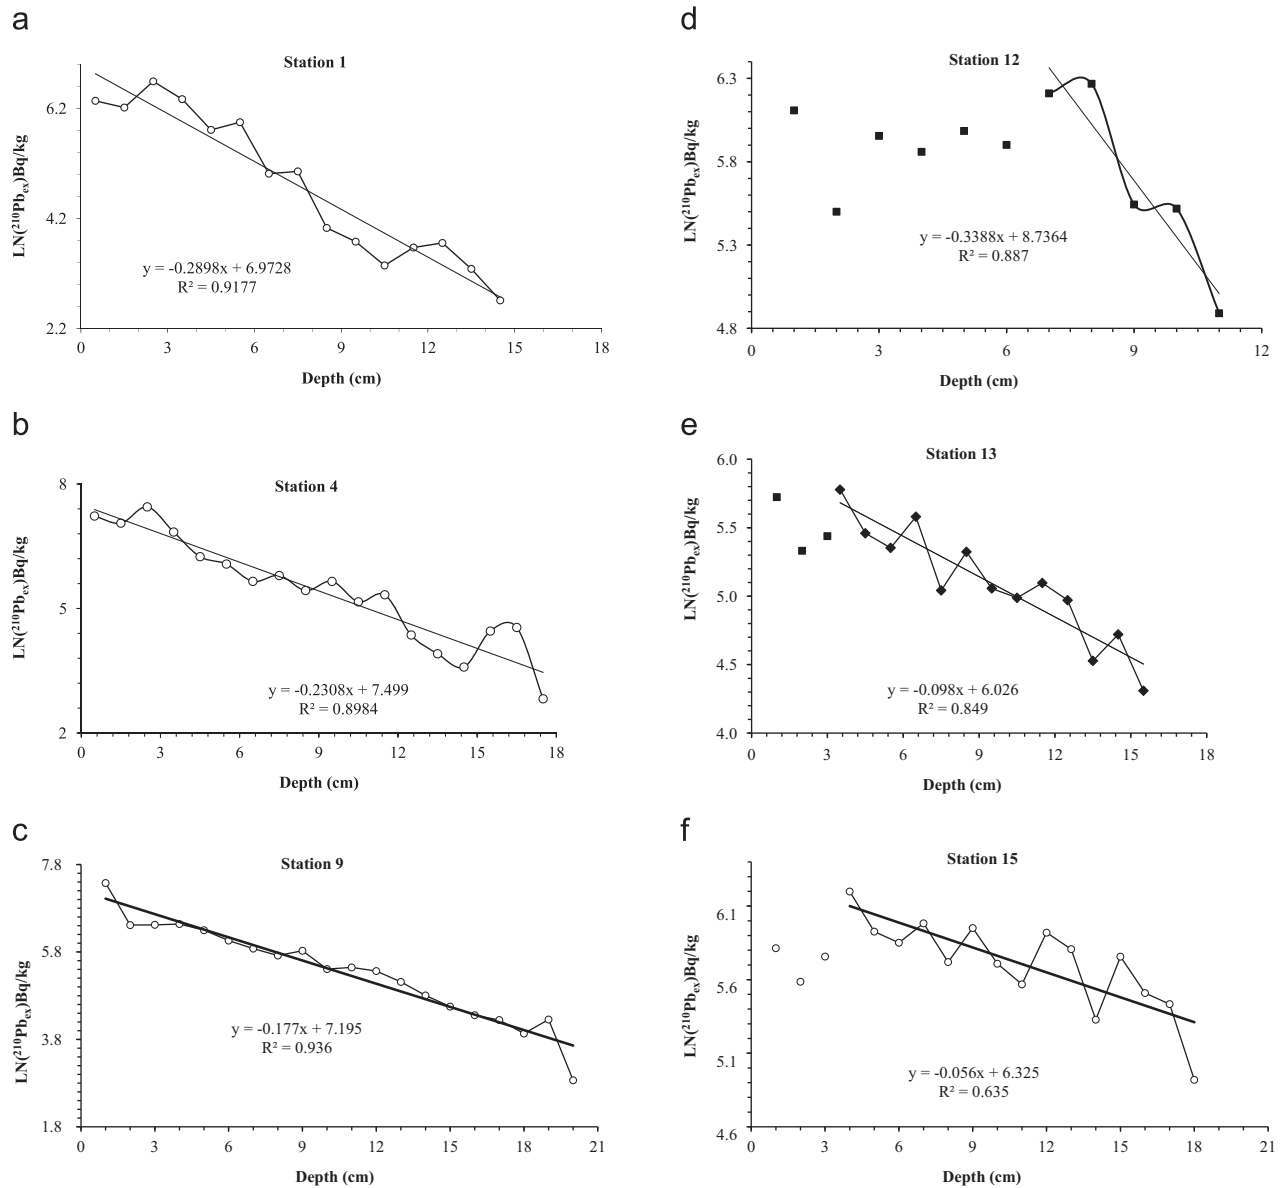 a
Station 1
LN(²¹⁰Pbₑₓ)Bq/kg
6.2
4.2
2.2
y = -0.2898x + 6.9728
R² = 0.9177
0 3 6 9 12 15 18
Depth (cm)
b
Station 4
LN(²¹⁰Pbₑₓ)Bq/kg
8
5
2
y = -0.2308x + 7.499
R² = 0.8984
0 3 6 9 12 15 18
Depth (cm)
c
Station 9
LN(²¹⁰Pbₑₓ)Bq/kg
7.8
5.8
3.8
1.8
y = -0.177x + 7.195
R² = 0.936
0 3 6 9 12 15 18 21
Depth (cm)
d
Station 12
LN(²¹⁰Pbₑₓ)Bq/kg
6.3
5.8
5.3
4.8
y = -0.3388x + 8.7364
R² = 0.887
0 3 6 9 12
Depth (cm)
e
Station 13
LN(²¹⁰Pbₑₓ)Bq/kg
6.0
5.5
5.0
4.5
4.0
y = -0.098x + 6.026
R² = 0.849
0 3 6 9 12 15 18
Depth (cm)
f
Station 15
LN(²¹⁰Pbₑₓ)Bq/kg
6.1
5.6
5.1
4.6
y = -0.056x + 6.325
R² = 0.635
0 3 6 9 12 15 18 21
Depth (cm)